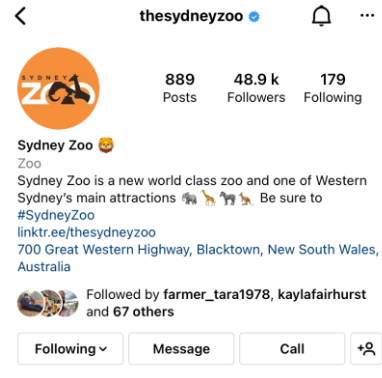 thesydneyzoo
SYDNEY
ZOO
889 48.9 k 179
Posts Followers Following
Sydney Zoo 🦁
Zoo
Sydney Zoo is a new world class zoo and one of Western
Sydney's main attractions 🐘 🦒 🦓 🦘 Be sure to
#SydneyZoo
linktr.ee/thesydneyzoo
700 Great Western Highway, Blacktown, New South Wales,
Australia
Followed by farmer_tara1978, kaylafairhurst
and 67 others
Following Message Call